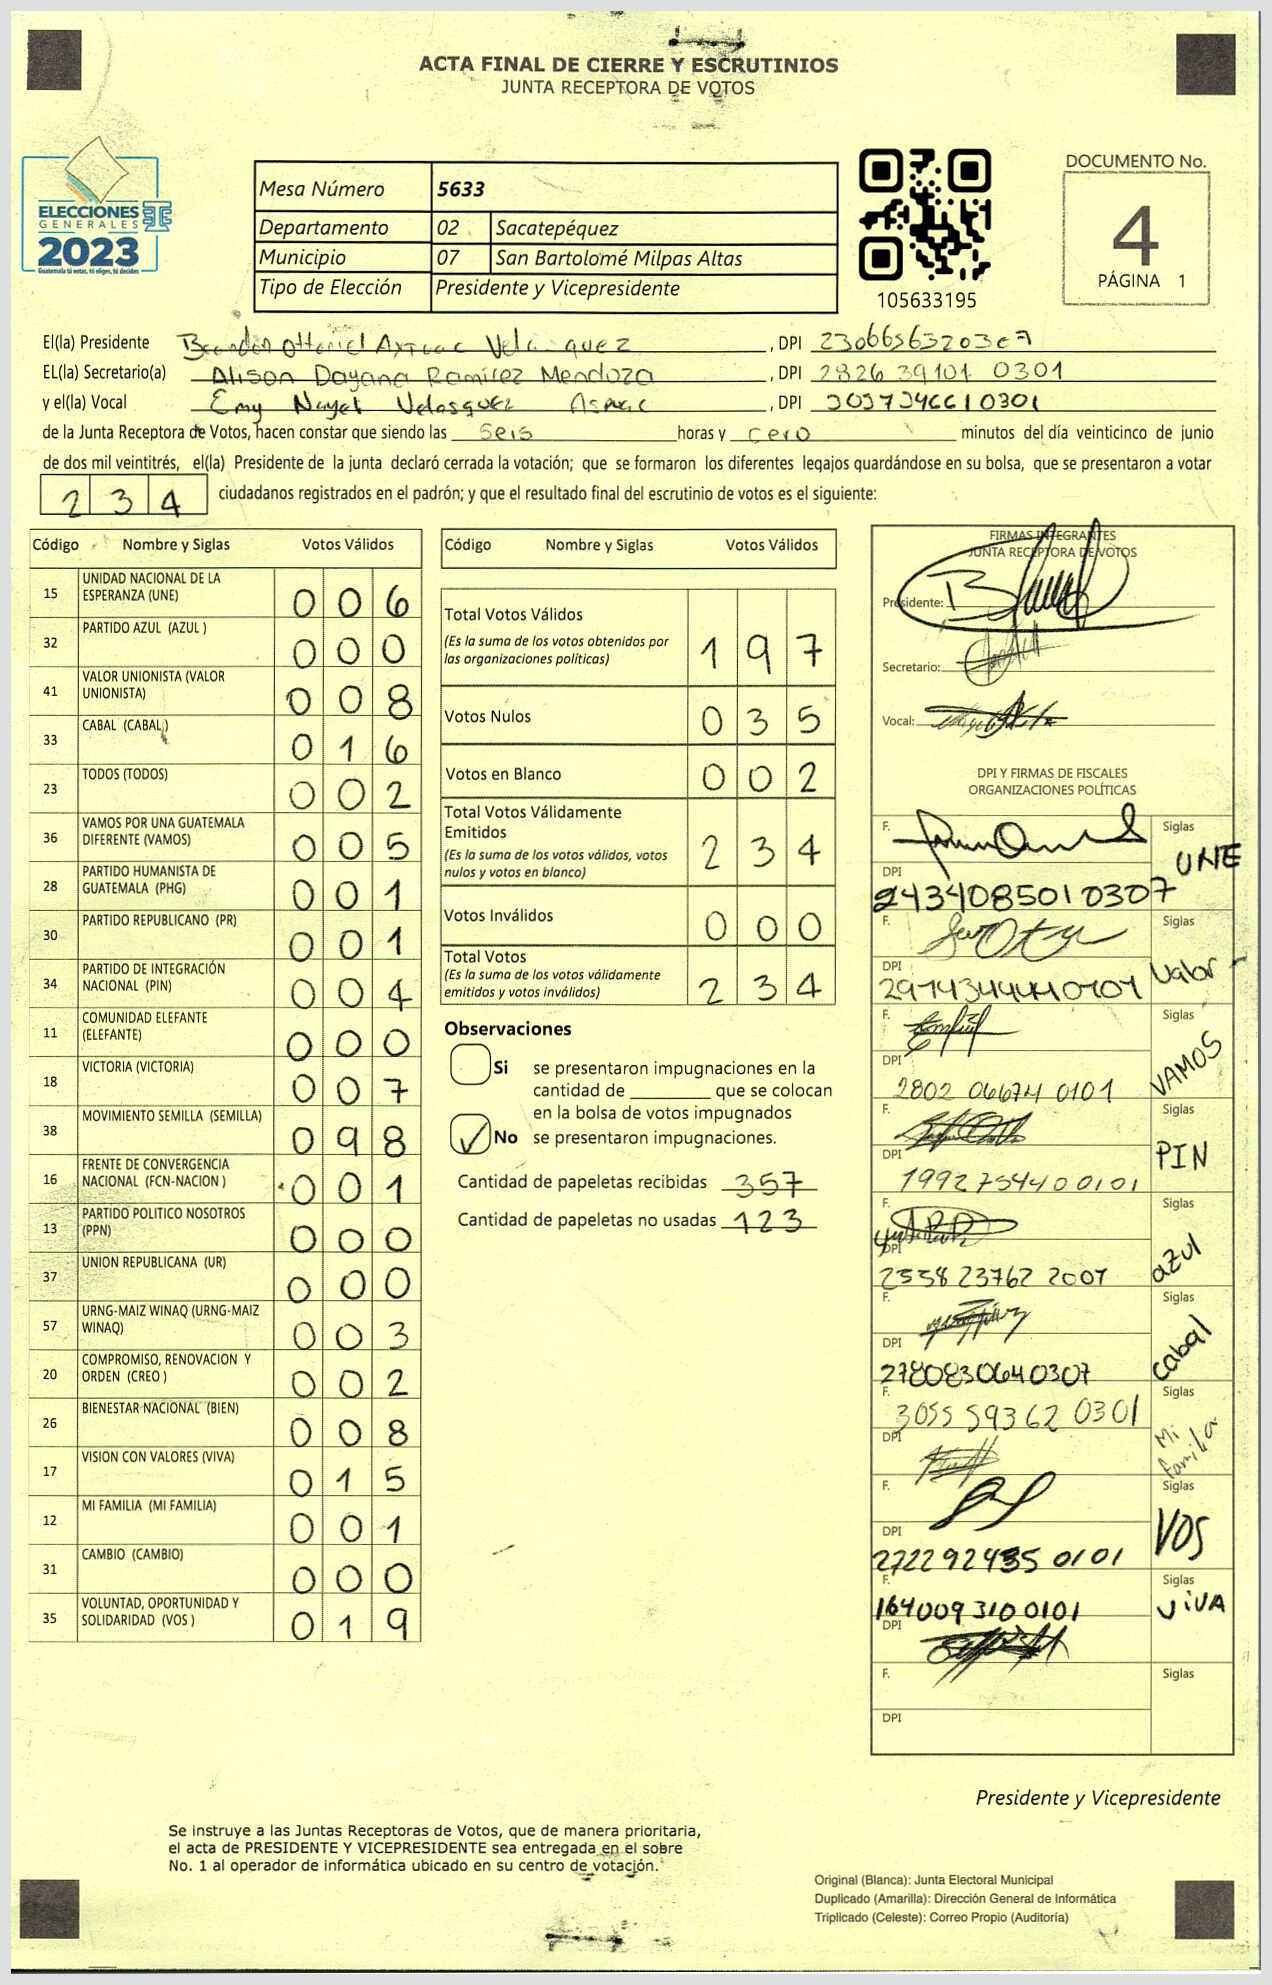 ACTA FINAL DE CIERRE Y ESCRUTINIOS
JUNTA RECEPTORA DE VOTOS
ELECCIONES
GENERALES
2023
Guatemala tú votas, tú eliges, tú decides
Mesa Número 5633
Departamento 02 Sacatepéquez
Municipio 07 San Bartolomé Milpas Altas
Tipo de Elección Presidente y Vicepresidente
105633195
DOCUMENTO No.
4
PÁGINA 1
El(la) Presidente Velasquez , DPI
EL(la) Secretario(a) Alison Dayana Ramirez Mendoza , DPI 2826 39101 0301
y el(la) Vocal Emy Velasquez , DPI 3037346610301
de la Junta Receptora de Votos, hacen constar que siendo las seis horas y cero minutos del día veinticinco de junio
de dos mil veintitrés, el(la) Presidente de la junta declaró cerrada la votación; que se formaron los diferentes legajos quardándose en su bolsa, que se presentaron a votar
2 3 4 ciudadanos registrados en el padrón; y que el resultado final del escrutinio de votos es el siguiente:
Código Nombre y Siglas Votos Válidos
15 UNIDAD NACIONAL DE LA ESPERANZA (UNE) 0 0 6
32 PARTIDO AZUL (AZUL ) 0 0 0
41 VALOR UNIONISTA (VALOR UNIONISTA) 0 0 8
33 CABAL (CABAL ) 0 1 6
23 TODOS (TODOS) 0 0 2
36 VAMOS POR UNA GUATEMALA DIFERENTE (VAMOS) 0 0 5
28 PARTIDO HUMANISTA DE GUATEMALA (PHG) 0 0 1
30 PARTIDO REPUBLICANO (PR) 0 0 1
34 PARTIDO DE INTEGRACIÓN NACIONAL (PIN) 0 0 4
11 COMUNIDAD ELEFANTE (ELEFANTE) 0 0 0
18 VICTORIA (VICTORIA) 0 0 7
38 MOVIMIENTO SEMILLA (SEMILLA) 0 9 8
16 FRENTE DE CONVERGENCIA NACIONAL (FCN-NACION ) 0 0 1
13 PARTIDO POLITICO NOSOTROS (PPN) 0 0 0
37 UNION REPUBLICANA (UR) 0 0 0
57 URNG-MAIZ WINAQ (URNG-MAIZ WINAQ) 0 0 3
20 COMPROMISO, RENOVACION Y ORDEN (CREO ) 0 0 2
26 BIENESTAR NACIONAL (BIEN) 0 0 8
17 VISION CON VALORES (VIVA) 0 1 5
12 MI FAMILIA (MI FAMILIA) 0 0 1
31 CAMBIO (CAMBIO) 0 0 0
35 VOLUNTAD, OPORTUNIDAD Y SOLIDARIDAD (VOS ) 0 1 9
Código Nombre y Siglas Votos Válidos
Total Votos Válidos 1 9 7
(Es la suma de los votos obtenidos por
las organizaciones políticas)
Votos Nulos 0 3 5
Votos en Blanco 0 0 2
Total Votos Válidamente
Emitidos 2 3 4
(Es la suma de los votos válidos, votos
nulos y votos en blanco)
Votos Inválidos 0 0 0
Total Votos 2 3 4
(Es la suma de los votos válidamente
emitidos y votos inválidos)
Observaciones
Si se presentaron impugnaciones en la
cantidad de ________ que se colocan
en la bolsa de votos impugnados
No se presentaron impugnaciones.
Cantidad de papeletas recibidas 357
Cantidad de papeletas no usadas 123
FIRMAS INTEGRANTES
JUNTA RECEPTORA DE VOTOS
Presidente:
Secretario:
Vocal:
DPI Y FIRMAS DE FISCALES
ORGANIZACIONES POLÍTICAS
F. Siglas UNE
DPI 2434085010307
F. Siglas Valor
DPI
F. Siglas VAMOS
DPI 2802 06674 0101
F. Siglas PIN
DPI 1992 75440 0101
F. Siglas azul
DPI 2558 23762 2007
F. Siglas cabal
DPI 2780830640307
F. 3055 59362 0301 Siglas Mi familia
DPI
F. Siglas VOS
DPI 272292435 0101
F. 164009310 0101 Siglas VIVA
DPI
F. Siglas
DPI
Presidente y Vicepresidente
Se instruye a las Juntas Receptoras de Votos, que de manera prioritaria,
el acta de PRESIDENTE Y VICEPRESIDENTE sea entregada en el sobre
No. 1 al operador de informática ubicado en su centro de votación.
Original (Blanca): Junta Electoral Municipal
Duplicado (Amarilla): Dirección General de Informática
Triplicado (Celeste): Correo Propio (Auditoría)